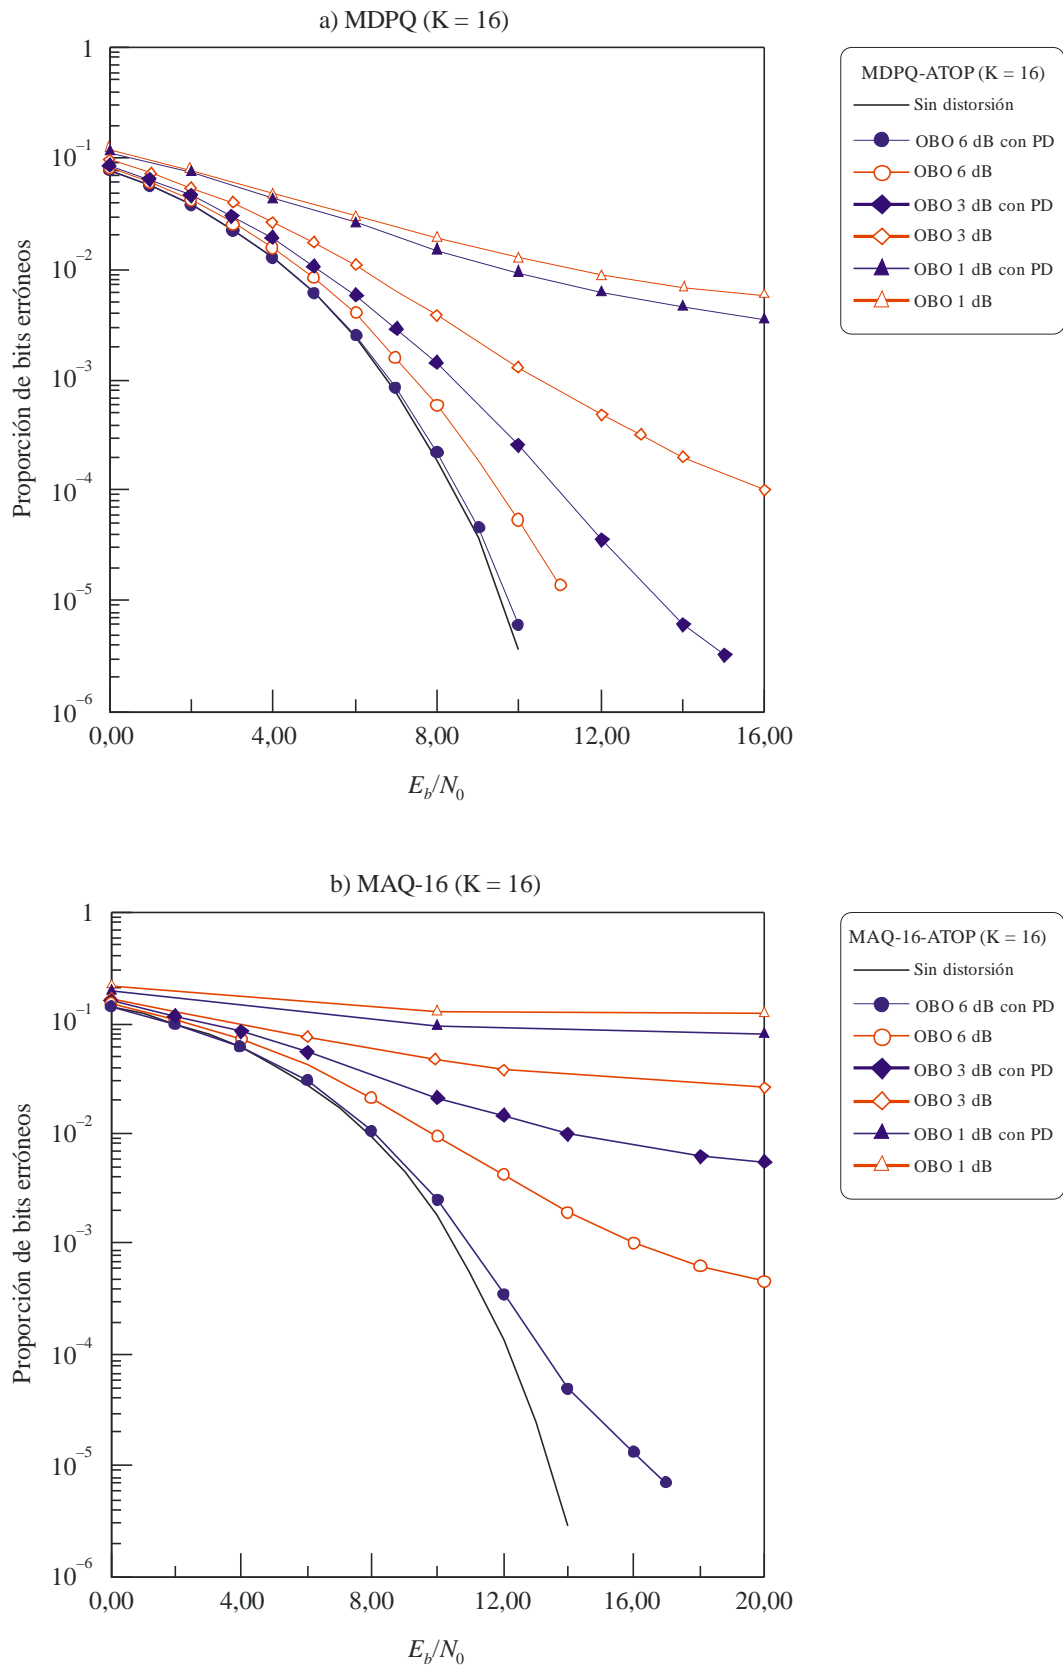 a) MDPQ (K = 16)
Proporción de bits erróneos
1
10–1
10–2
10–3
10–4
10–5
10–6
0,00
4,00
8,00
12,00
16,00
Eb/N0
MDPQ-ATOP (K = 16)
Sin distorsión
OBO 6 dB con PD
OBO 6 dB
OBO 3 dB con PD
OBO 3 dB
OBO 1 dB con PD
OBO 1 dB
b) MAQ-16 (K = 16)
Proporción de bits erróneos
1
10–1
10–2
10–3
10–4
10–5
10–6
0,00
4,00
8,00
12,00
16,00
20,00
Eb/N0
MAQ-16-ATOP (K = 16)
Sin distorsión
OBO 6 dB con PD
OBO 6 dB
OBO 3 dB con PD
OBO 3 dB
OBO 1 dB con PD
OBO 1 dB